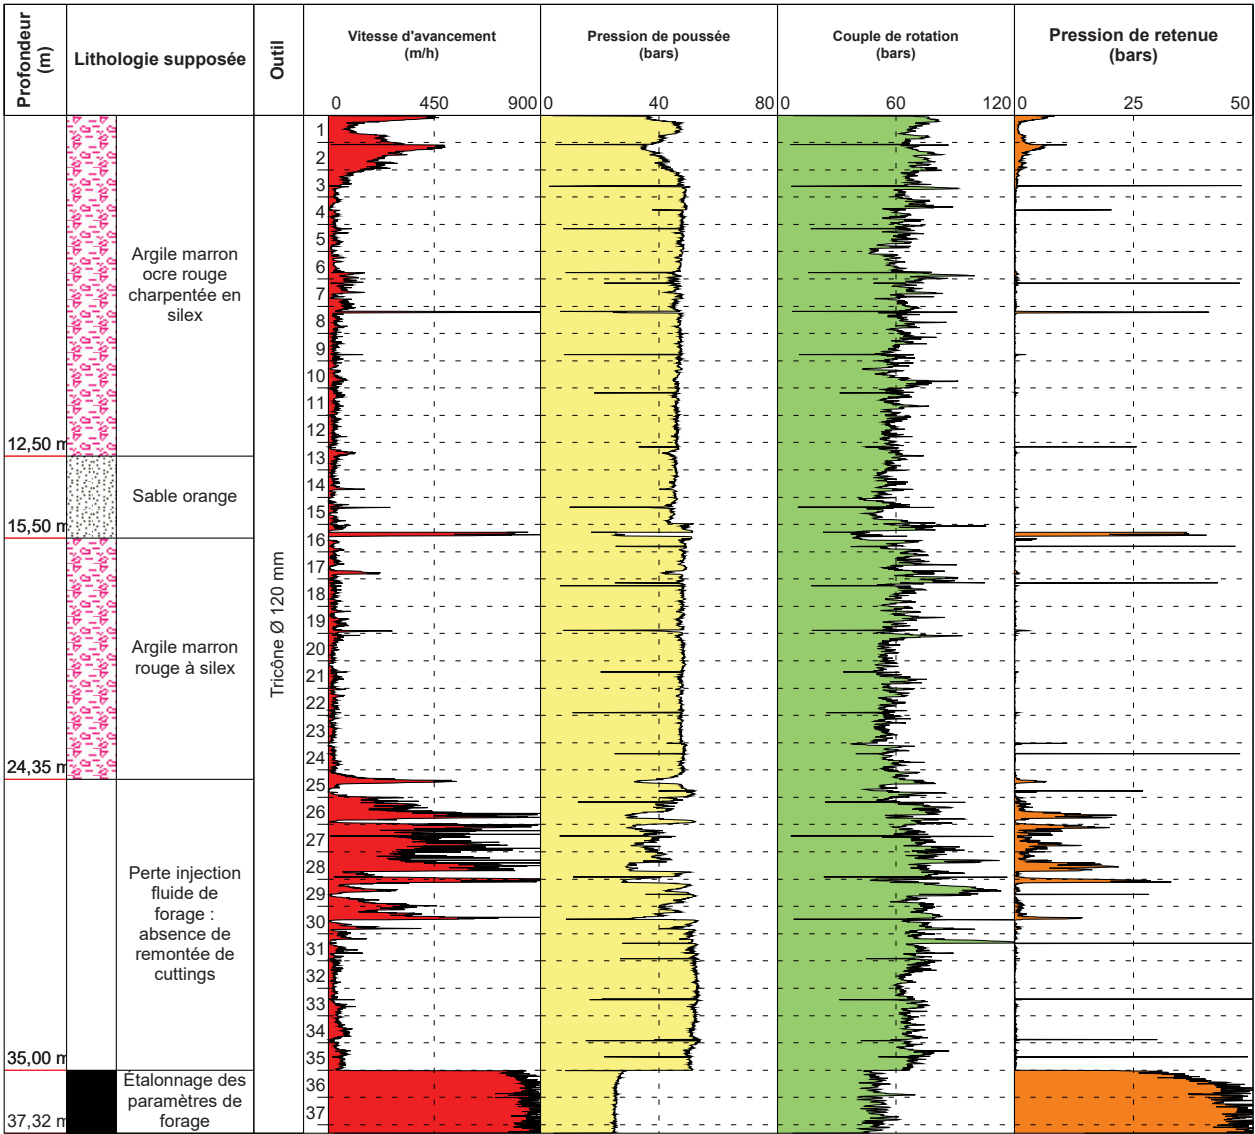 Profondeur
(m)
Lithologie supposée
Outil
Vitesse d'avancement
(m/h)
Pression de poussée
(bars)
Couple de rotation
(bars)
Pression de retenue
(bars)
0 450 900
0 40 80
0 60 120
0 25 50
1
2
3
4
5
6
7
8
9
10
11
12
13
14
15
16
17
18
19
20
21
22
23
24
25
26
27
28
29
30
31
32
33
34
35
36
37
Argile marron
ocre rouge
charpentée en
silex
12,50 m
Sable orange
15,50 m
Argile marron
rouge à silex
24,35 m
Perte injection
fluide de
forage :
absence de
remontée de
cuttings
35,00 m
Étalonnage des
paramètres de
forage
37,32 m
Tricône Ø 120 mm